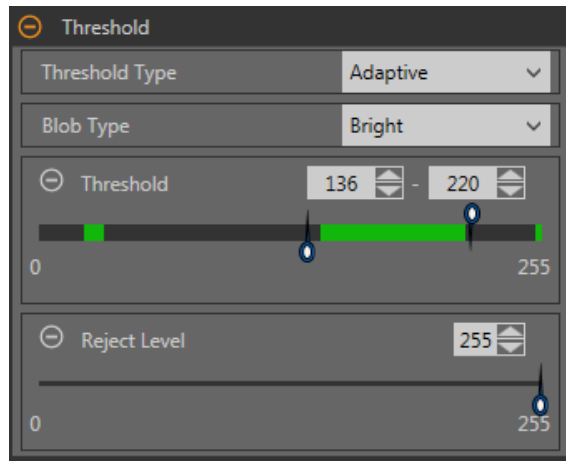 Threshold
Threshold Type Adaptive
Blob Type Bright
Threshold 136 - 220
0 255
Reject Level 255
0 255